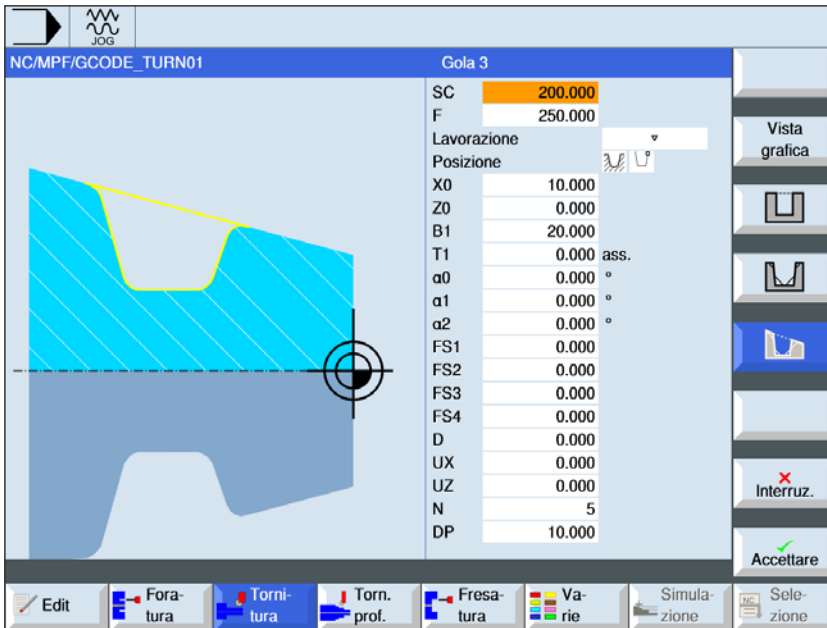 JOG
NC/MPF/GCODE_TURN01
Gola 3
SC 200.000
F 250.000
Lavorazione ▿
Posizione
X0 10.000
Z0 0.000
B1 20.000
T1 0.000 ass.
α0 0.000 °
α1 0.000 °
α2 0.000 °
FS1 0.000
FS2 0.000
FS3 0.000
FS4 0.000
D 0.000
UX 0.000
UZ 0.000
N 5
DP 10.000
Vista
grafica
Interruz.
Accettare
Edit
Fora-
tura
Torni-
tura
Torn.
prof.
Fresa-
tura
Va-
rie
Simula-
zione
NC
Sele-
zione